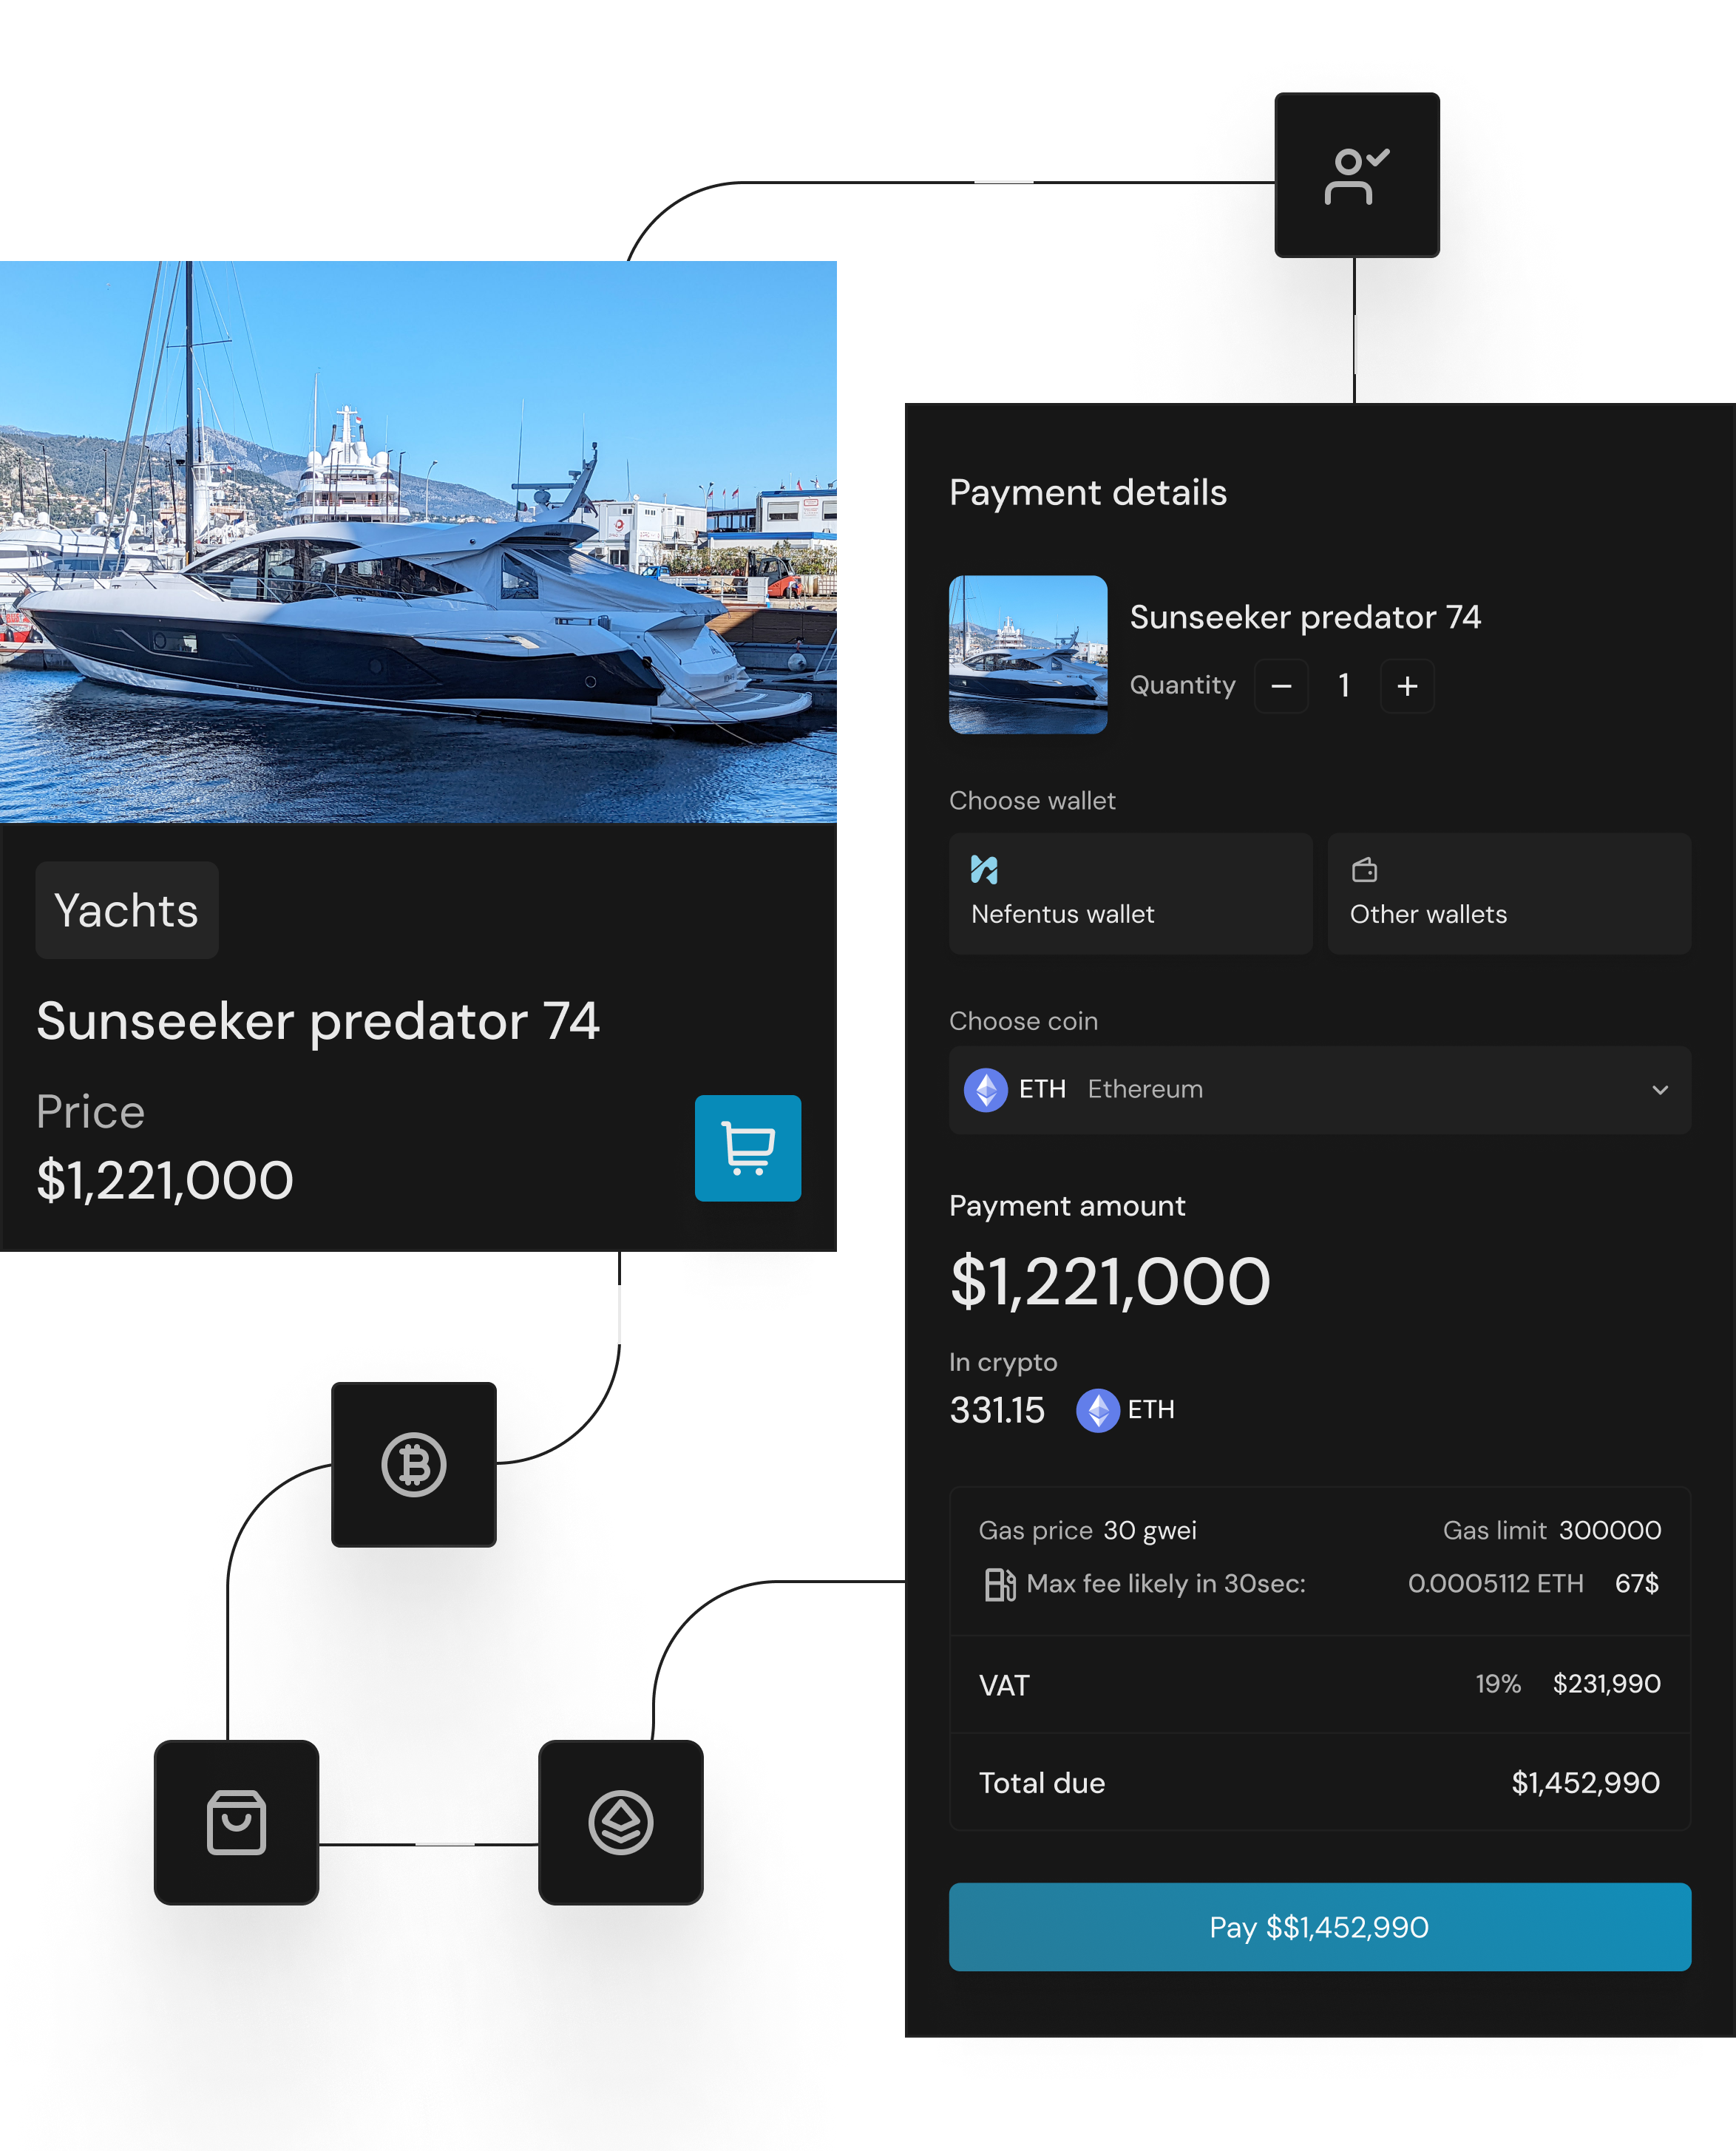 Yachts
Sunseeker predator 74
Price
$1,221,000
Payment details
Sunseeker predator 74
Quantity 1
Choose wallet
Nefentus wallet Other wallets
Choose coin
ETH Ethereum
Payment amount
$1,221,000
In crypto
331.15 ETH
Gas price 30 gwei Gas limit 300000
Max fee likely in 30sec: 0.0005112 ETH 67$
VAT 19% $231,990
Total due $1,452,990
Pay $$1,452,990